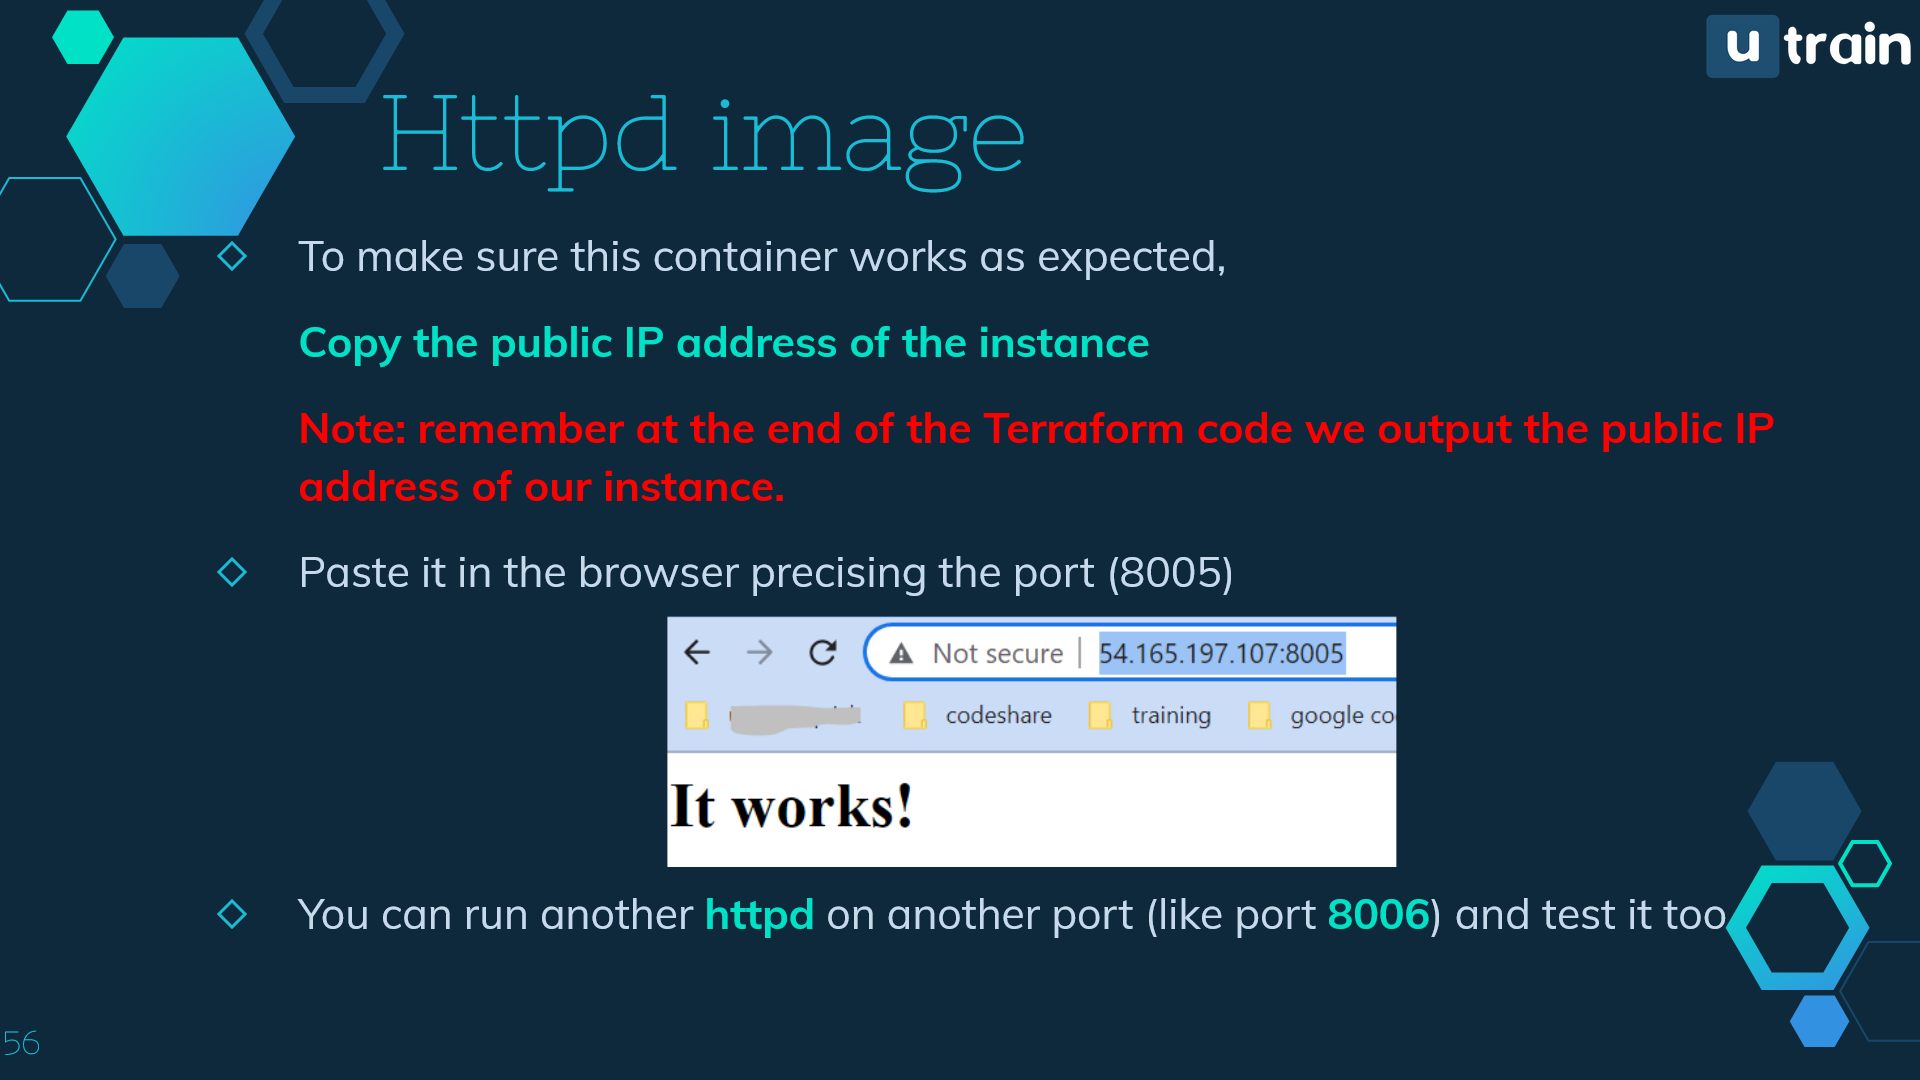 u train
Httpd image
To make sure this container works as expected,
Copy the public IP address of the instance
Note: remember at the end of the Terraform code we output the public IP
address of our instance.
Paste it in the browser precising the port (8005)
Not secure | 54.165.197.107:8005
codeshare training google co
It works!
You can run another httpd on another port (like port 8006) and test it too
56